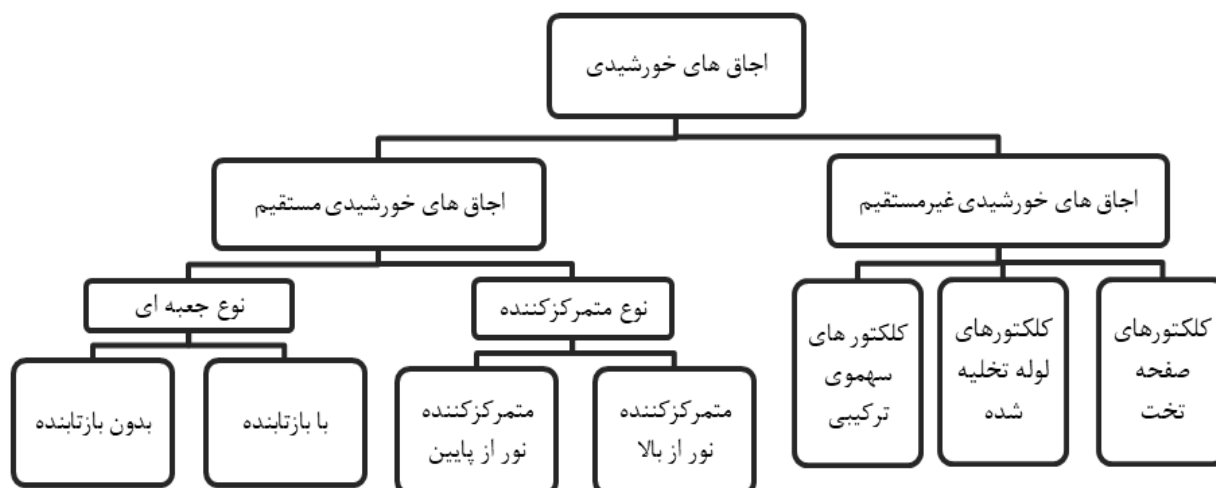 اجاق های خورشیدی
اجاق های خورشیدی غیرمستقیم
اجاق های خورشیدی مستقیم
کلکتورهای
صفحه
تخت
کلکتورهای
لوله تخلیه
شده
کلکتور های
سهموی
ترکیبی
نوع متمرکزکننده
نوع جعبه ای
متمرکزکننده
نور از بالا
متمرکزکننده
نور از پایین
با بازتابنده
بدون بازتابنده